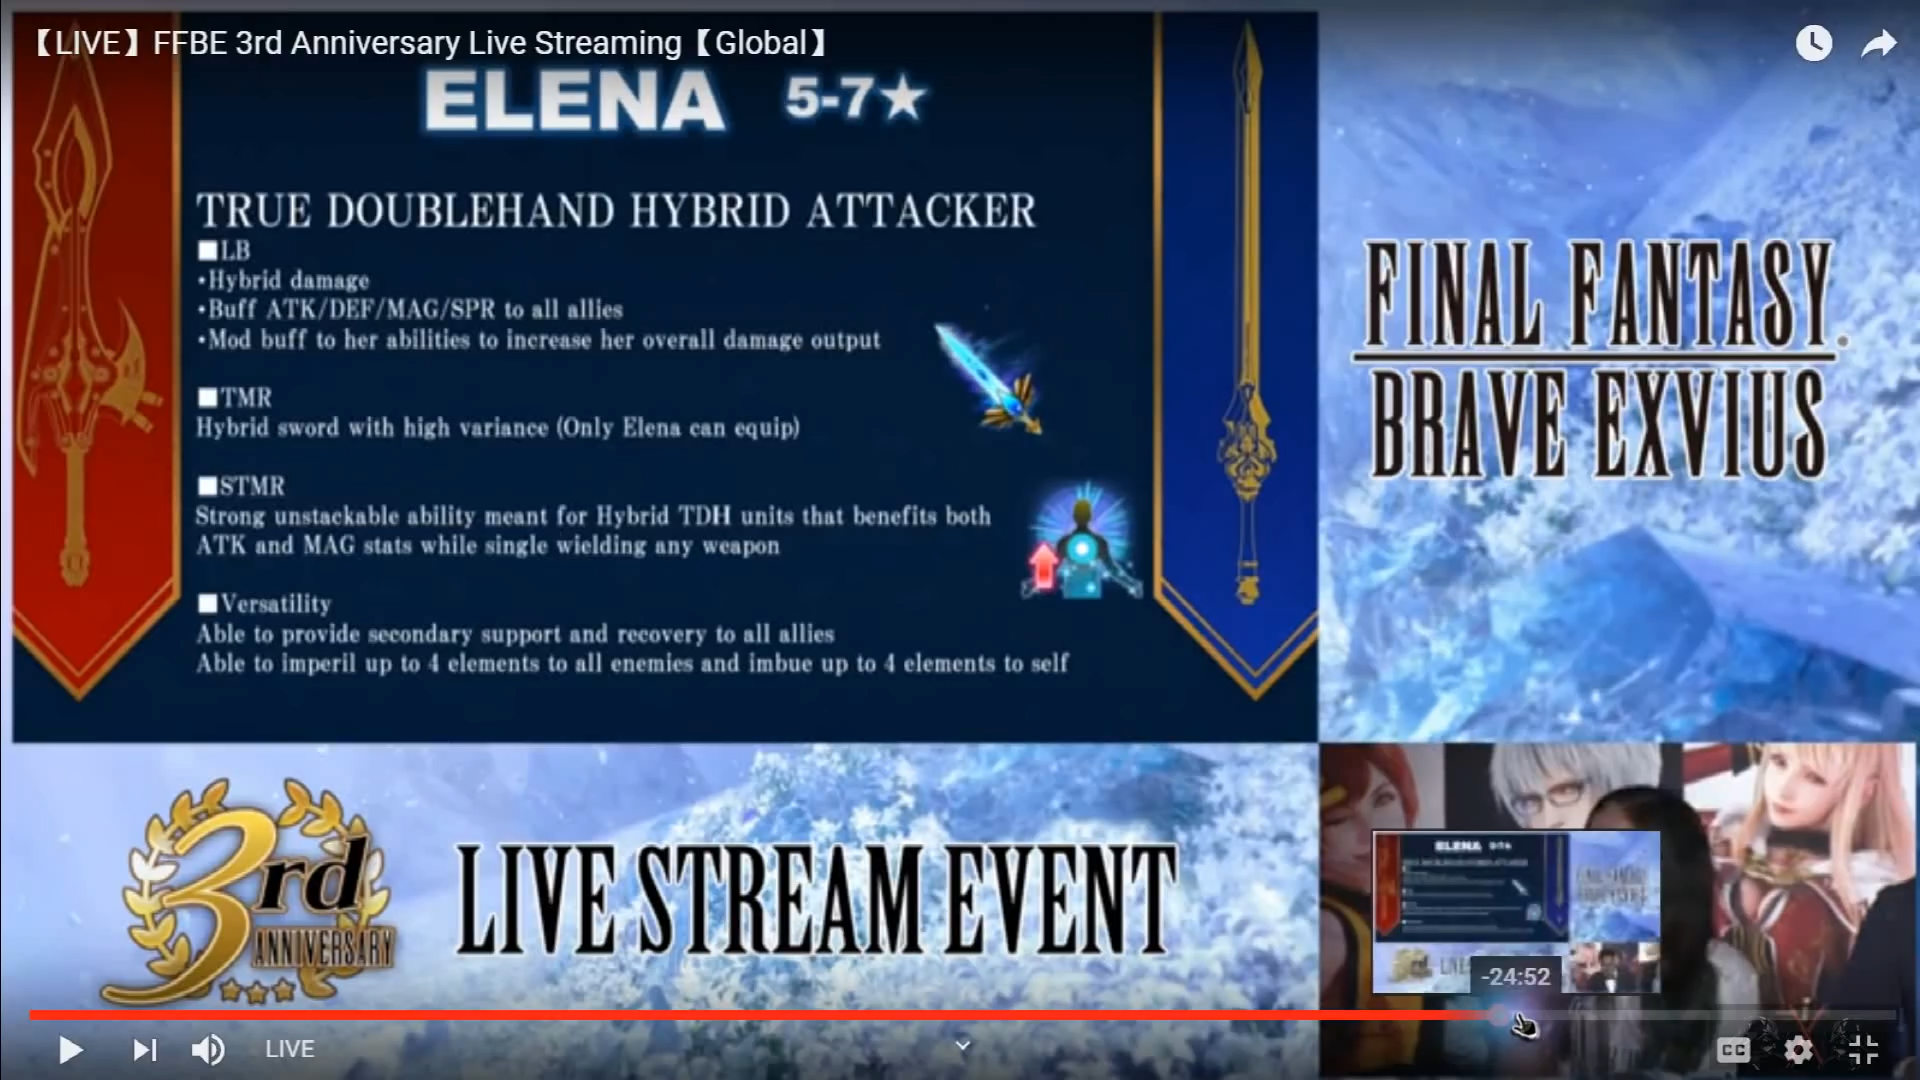 【LIVE】FFBE 3rd Anniversary Live Streaming【Global】
ELENA 5-7★
TRUE DOUBLEHAND HYBRID ATTACKER
■LB
・Hybrid damage
・Buff ATK/DEF/MAG/SPR to all allies
・Mod buff to her abilities to increase her overall damage output
■TMR
Hybrid sword with high variance (Only Elena can equip)
■STMR
Strong unstackable ability meant for Hybrid TDH units that benefits both
ATK and MAG stats while single wielding any weapon
■Versatility
Able to provide secondary support and recovery to all allies
Able to imperil up to 4 elements to all enemies and imbue up to 4 elements to self
FINAL FANTASY
BRAVE EXVIUS
3rd
ANNIVERSARY
LIVE STREAM EVENT
ELENA
-24:52
LIVE
CC